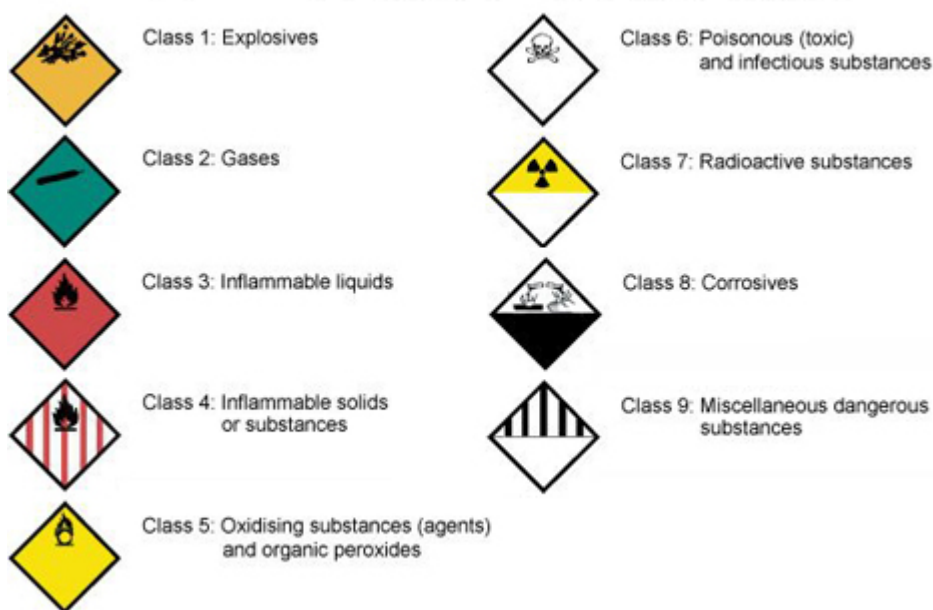 Class 1: Explosives
Class 2: Gases
Class 3: Inflammable liquids
Class 4: Inflammable solids
or substances
Class 5: Oxidising substances (agents)
and organic peroxides
Class 6: Poisonous (toxic)
and infectious substances
Class 7: Radioactive substances
Class 8: Corrosives
Class 9: Miscellaneous dangerous
substances